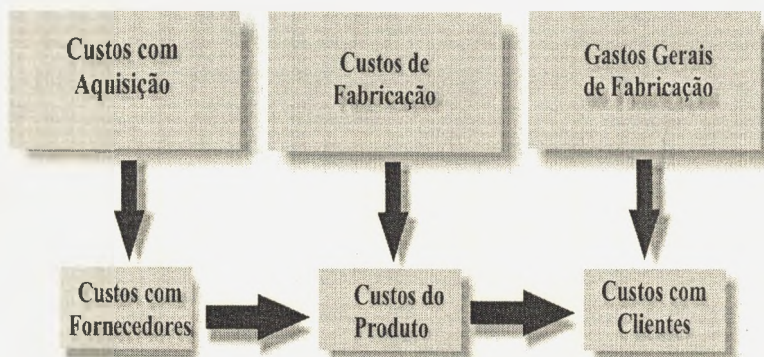 Custos com
Aquisição
Custos de
Fabricação
Gastos Gerais
de Fabricação
Custos com
Fornecedores
Custos do
Produto
Custos com
Clientes